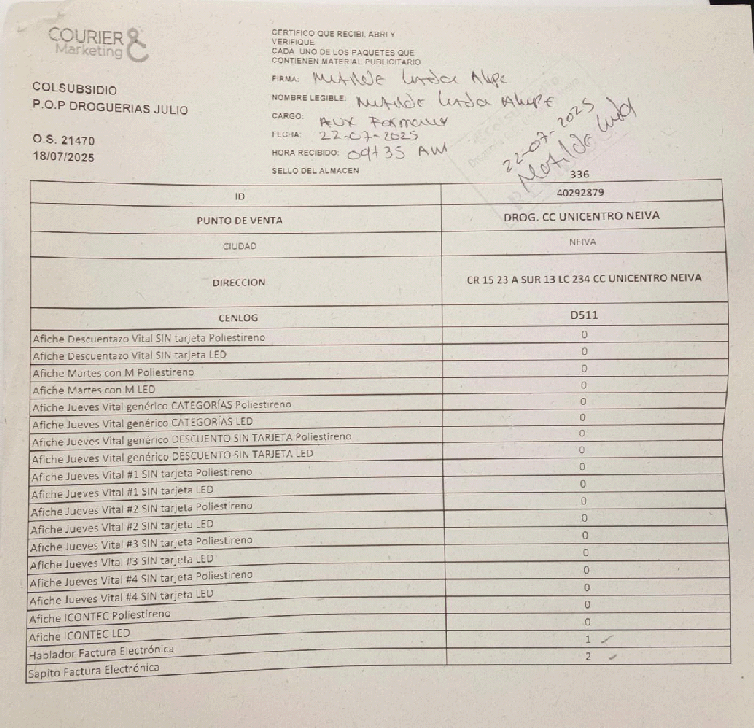 COURIER &
Marketing
CERTIFICO QUE RECIBI, ABRI Y
VERIFIQUE
CADA UNO DE LOS PAQUETES QUE
CONTIENEN MATERIAL PUBLICITARIO
FIRMA:
NOMBRE LEGIBLE: Matilde
CARGO: Aux
FECHA: 22-07-2025
HORA RECIBIDO: 09:35 AM
SELLO DEL ALMACEN
COLSUBSIDIO
P.O.P DROGUERIAS JULIO
O.S. 21470
18/07/2025
22-07-2025
Matilde
336
ID 40292879
PUNTO DE VENTA DROG. CC UNICENTRO NEIVA
CIUDAD NEIVA
DIRECCION CR 15 23 A SUR 13 LC 234 CC UNICENTRO NEIVA
CENLOG D511
Afiche Descuentazo Vital SIN tarjeta Poliestireno 0
Afiche Descuentazo Vital SIN tarjeta LED 0
Afiche Martes con M Poliestireno 0
Afiche Martes con M LED 0
Afiche Jueves Vital genérico CATEGORÍAS Poliestireno 0
Afiche Jueves Vital genérico CATEGORÍAS LED 0
Afiche Jueves Vital genérico DESCUENTO SIN TARJETA Poliestireno 0
Afiche Jueves Vital genérico DESCUENTO SIN TARJETA LED 0
Afiche Jueves Vital #1 SIN tarjeta Poliestireno 0
Afiche Jueves Vital #1 SIN tarjeta LED 0
Afiche Jueves Vital #2 SIN tarjeta Poliestireno 0
Afiche Jueves Vital #2 SIN tarjeta LED 0
Afiche Jueves Vital #3 SIN tarjeta Poliestireno 0
Afiche Jueves Vital #3 SIN tarjeta LED 0
Afiche Jueves Vital #4 SIN tarjeta Poliestireno 0
Afiche Jueves Vital #4 SIN tarjeta LED 0
Afiche ICONTEC Poliestireno 0
Afiche ICONTEC LED 0
Hablador Factura Electrónica 1 ✓
Sapito Factura Electrónica 2 ✓